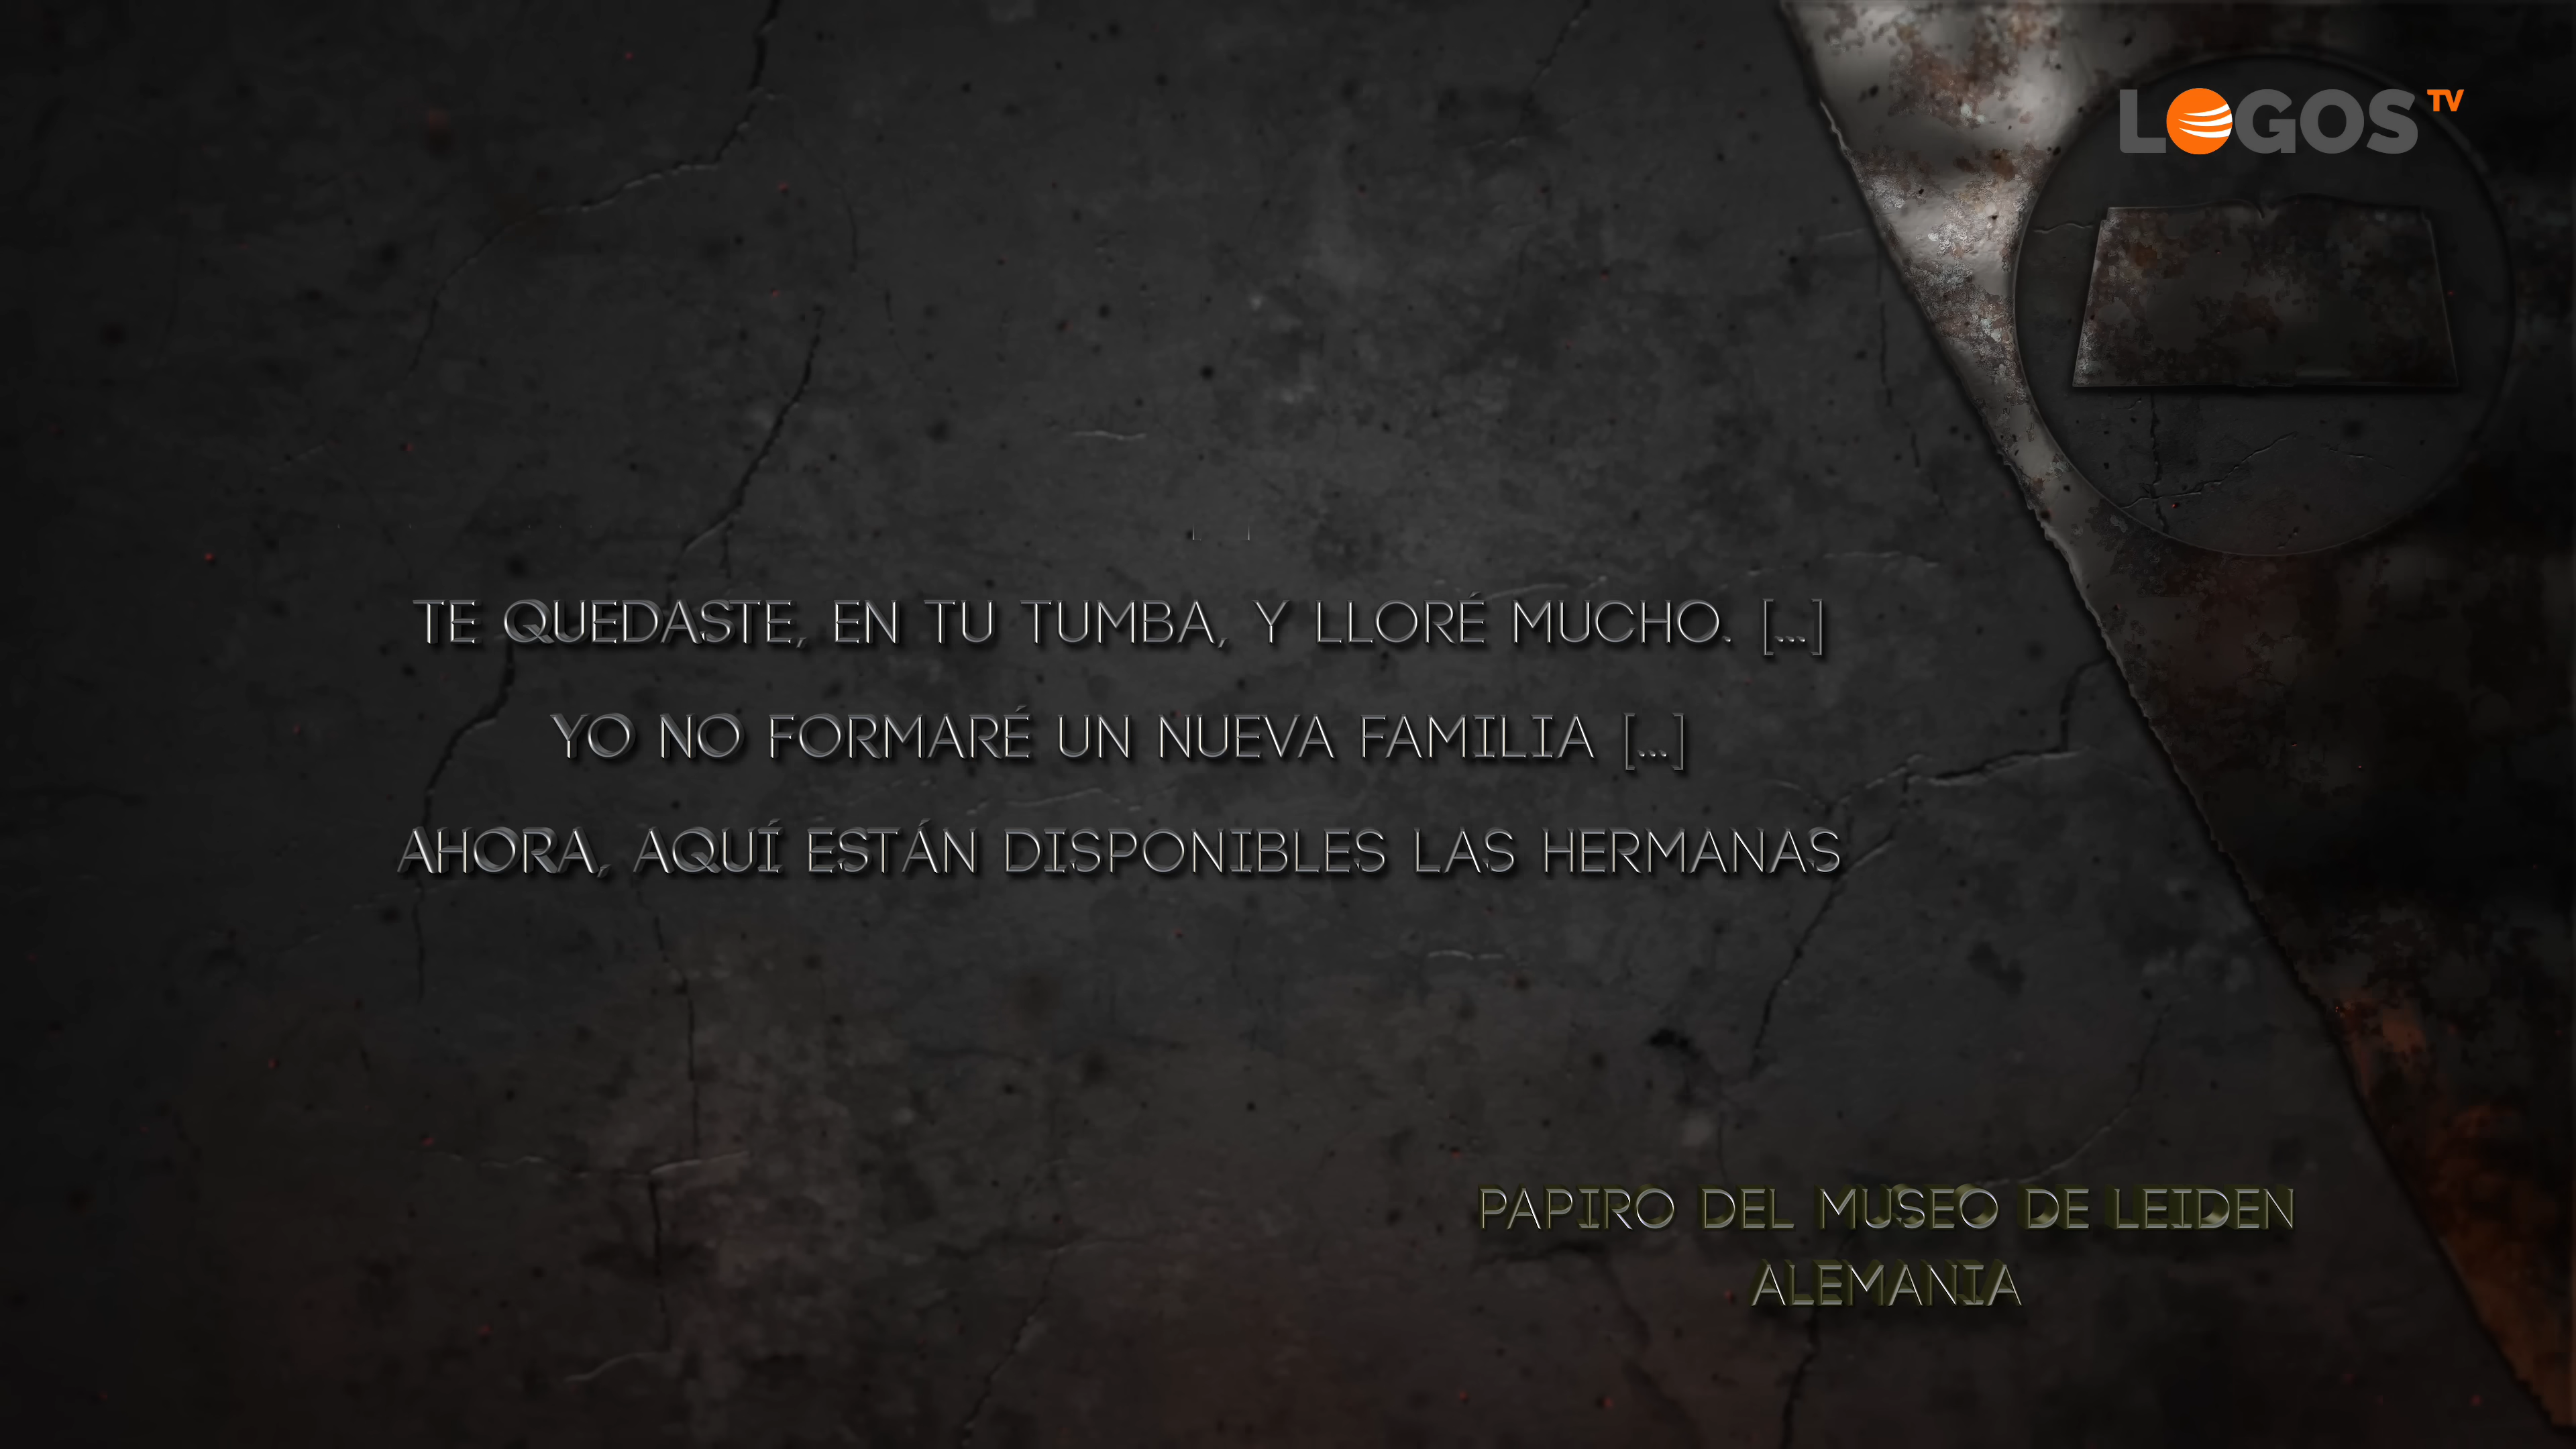 LOGOS TV
TE QUEDASTE, EN TU TUMBA, Y LLORÉ MUCHO. [...]
YO NO FORMARÉ UN NUEVA FAMILIA [...]
AHORA, AQUÍ ESTÁN DISPONIBLES LAS HERMANAS
PAPIRO DEL MUSEO DE LEIDEN
ALEMANIA